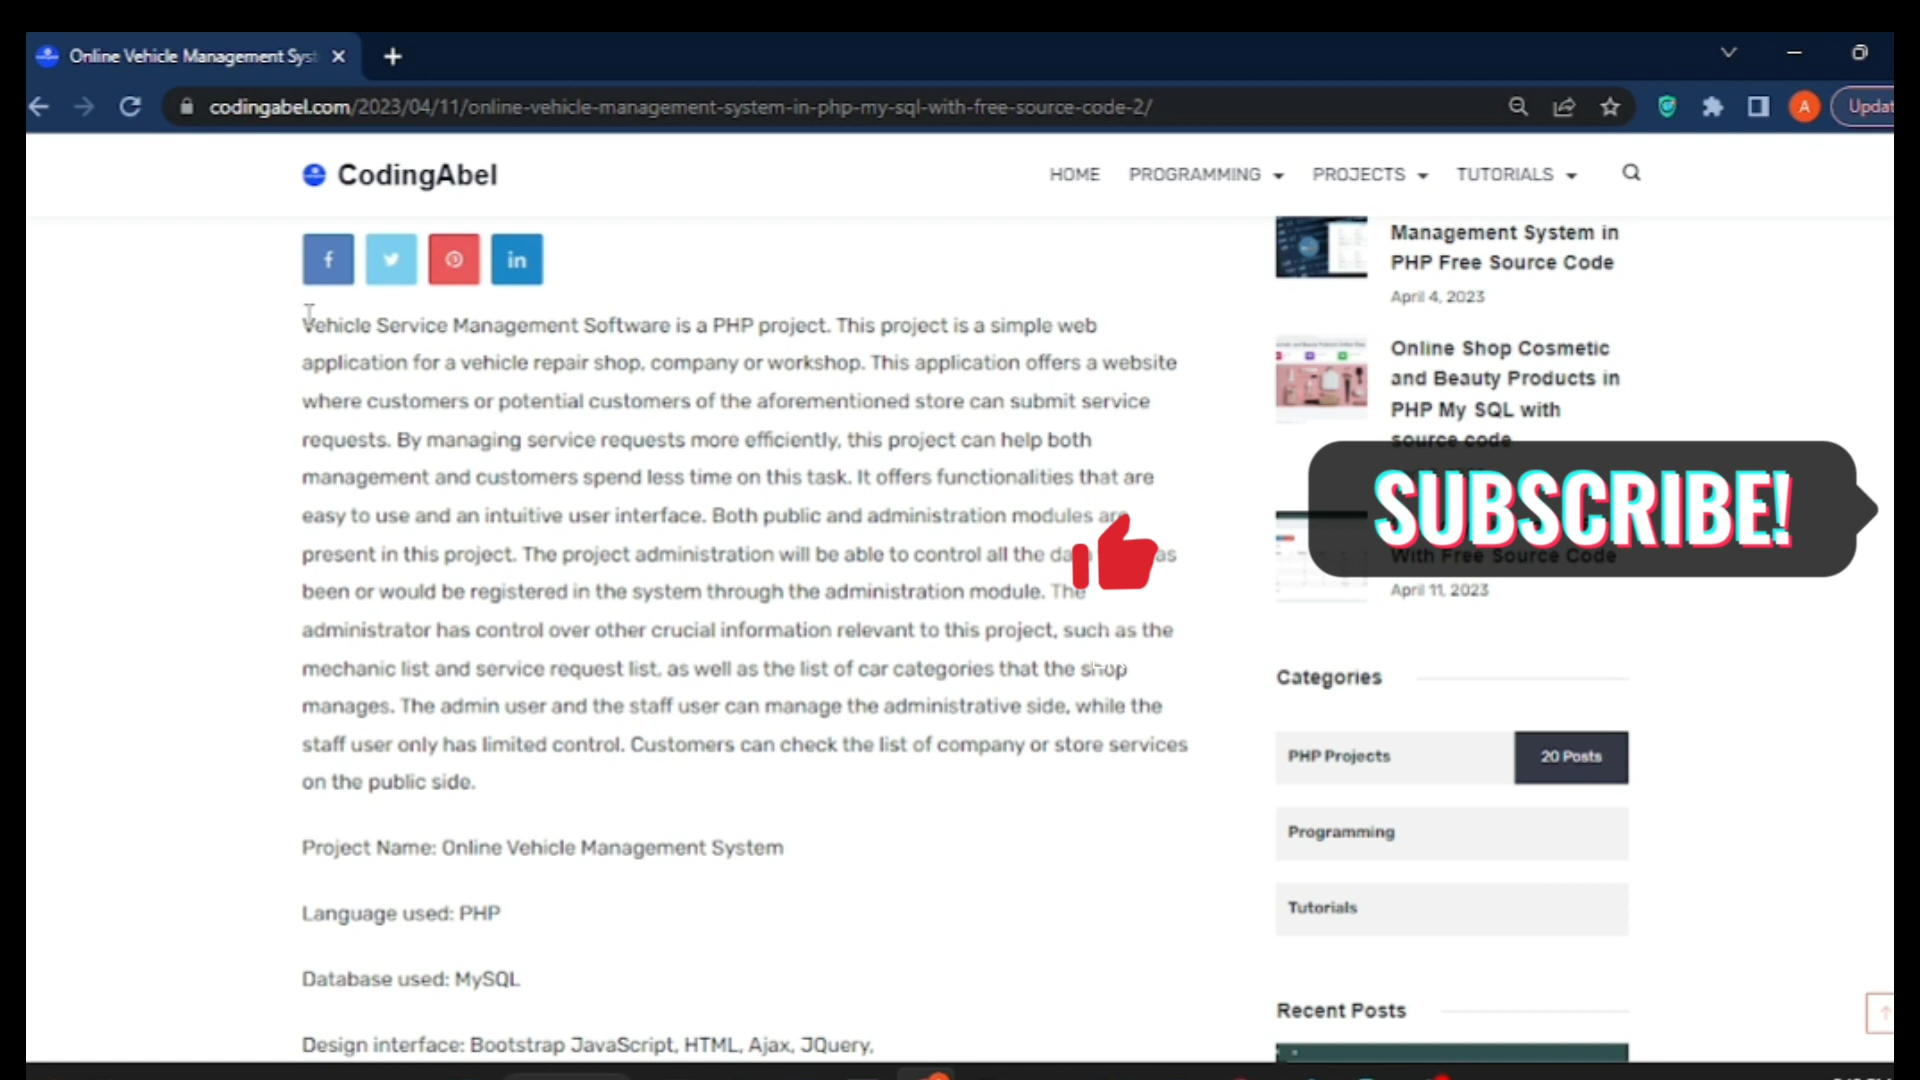 Online Vehicle Management Sys
codingabel.com/2023/04/11/online-vehicle-management-system-in-php-my-sql-with-free-source-code-2/
A
Updat
CodingAbel
HOME PROGRAMMING PROJECTS TUTORIALS
Vehicle Service Management Software is a PHP project. This project is a simple web
application for a vehicle repair shop, company or workshop. This application offers a website
where customers or potential customers of the aforementioned store can submit service
requests. By managing service requests more efficiently, this project can help both
management and customers spend less time on this task. It offers functionalities that are
easy to use and an intuitive user interface. Both public and administration modules are
present in this project. The project administration will be able to control all the da as
been or would be registered in the system through the administration module. The
administrator has control over other crucial information relevant to this project, such as the
mechanic list and service request list, as well as the list of car categories that the shop
manages. The admin user and the staff user can manage the administrative side, while the
staff user only has limited control. Customers can check the list of company or store services
on the public side.
Project Name: Online Vehicle Management System
Language used: PHP
Database used: MySQL
Design interface: Bootstrap JavaScript, HTML, Ajax, JQuery,
Management System in
PHP Free Source Code
April 4, 2023
Online Shop Cosmetic
and Beauty Products in
PHP My SQL with
source code
SUBSCRIBE!
With Free Source Code
April 11, 2023
Categories
PHP Projects 20 Posts
Programming
Tutorials
Recent Posts